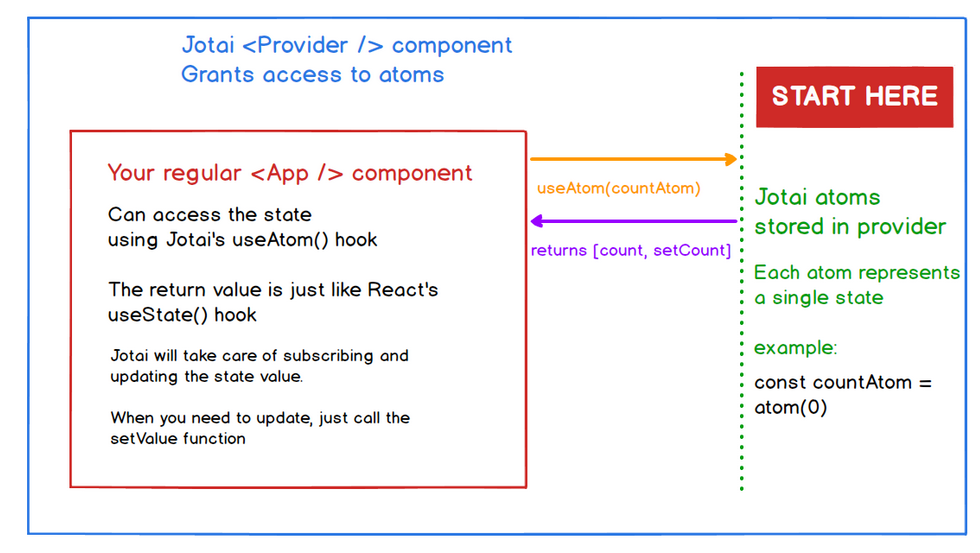 Jotai <Provider /> component
Grants access to atoms
START HERE
Your regular <App /> component
Can access the state
using Jotai's useAtom() hook
The return value is just like React's
useState() hook
Jotai will take care of subscribing and
updating the state value.
When you need to update, just call the
setValue function
useAtom(countAtom)
returns [count, setCount]
Jotai atoms
stored in provider
Each atom represents
a single state
example:
const countAtom =
atom(0)